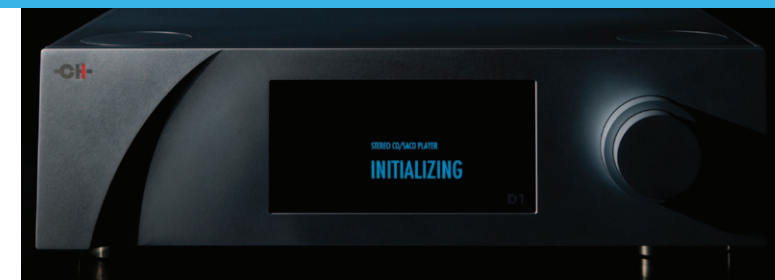 -CH-
STEREO CD/SACD PLAYER
INITIALIZING
D1